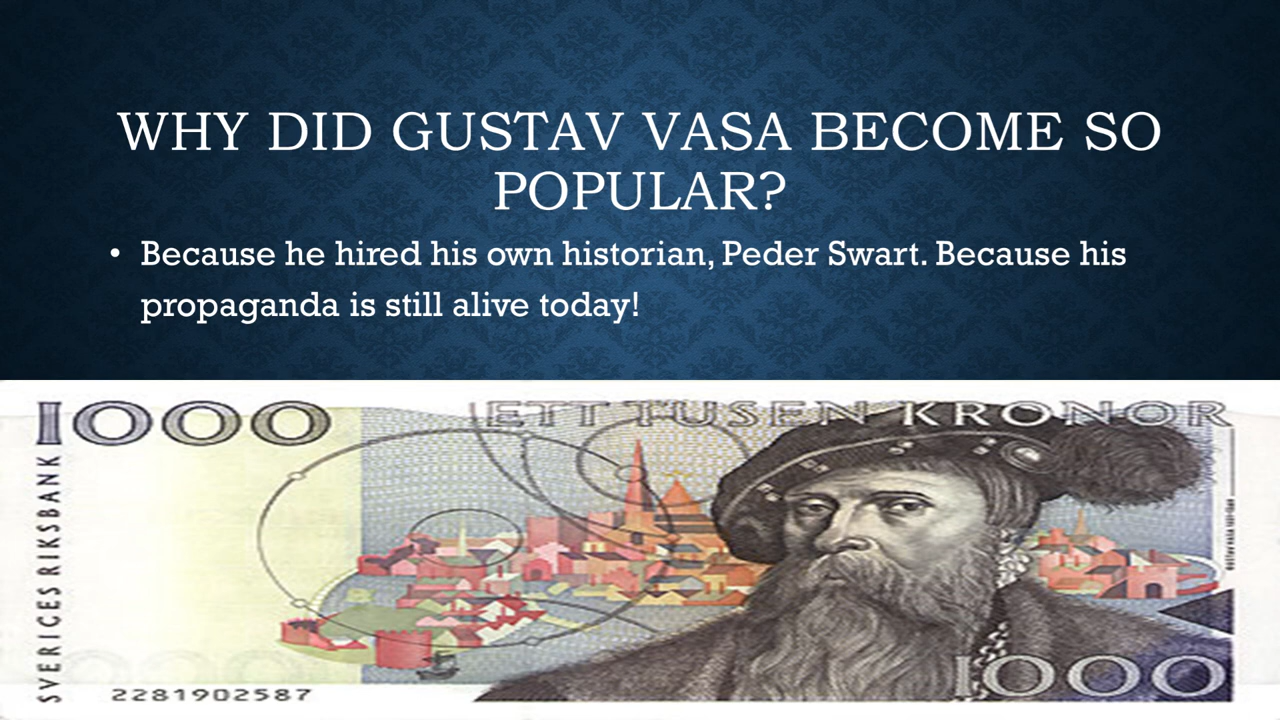 WHY DID GUSTAV VASA BECOME SO
POPULAR?
• Because he hired his own historian, Peder Swart. Because his
propaganda is still alive today!
1000
ETT TUSEN KRONOR
SVERIGES RIKSBANK
2281902587
1000